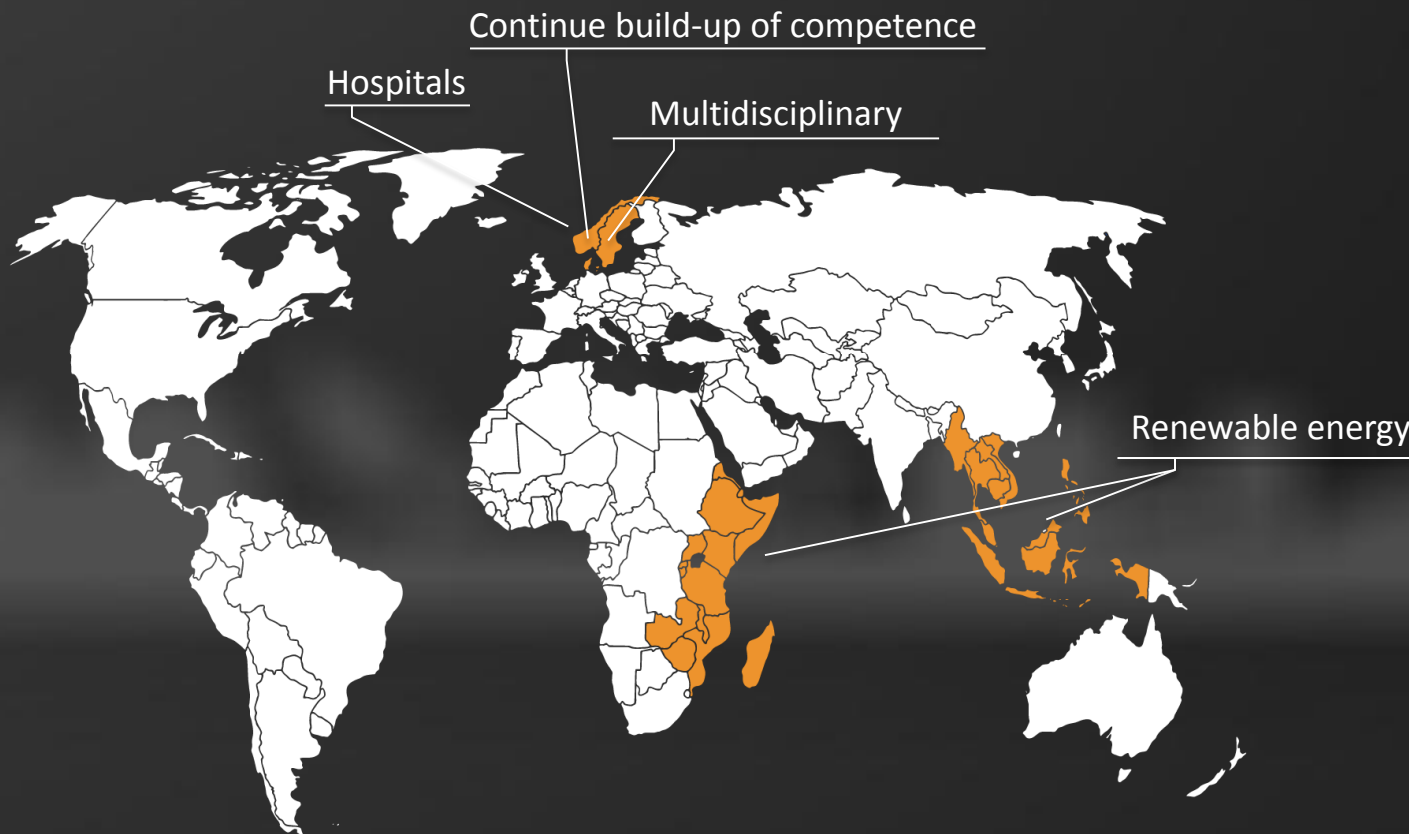 Continue build-up of competence
Hospitals
Multidisciplinary
Renewable energy